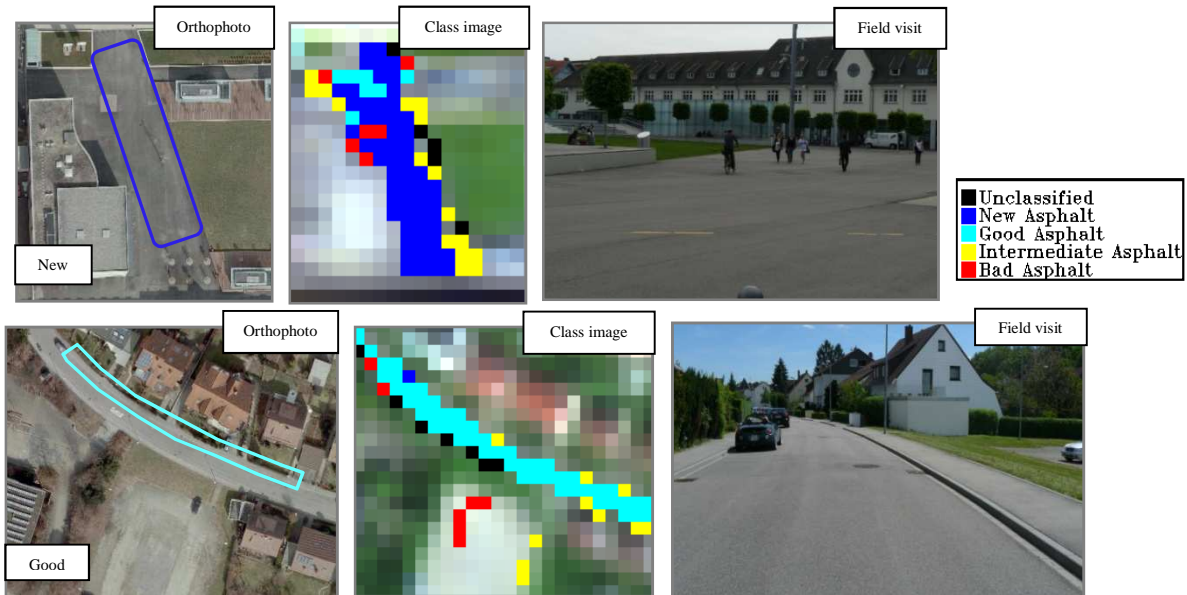 Orthophoto
Class image
Field visit
New
Unclassified
New Asphalt
Good Asphalt
Intermediate Asphalt
Bad Asphalt
Orthophoto
Class image
Field visit
Good